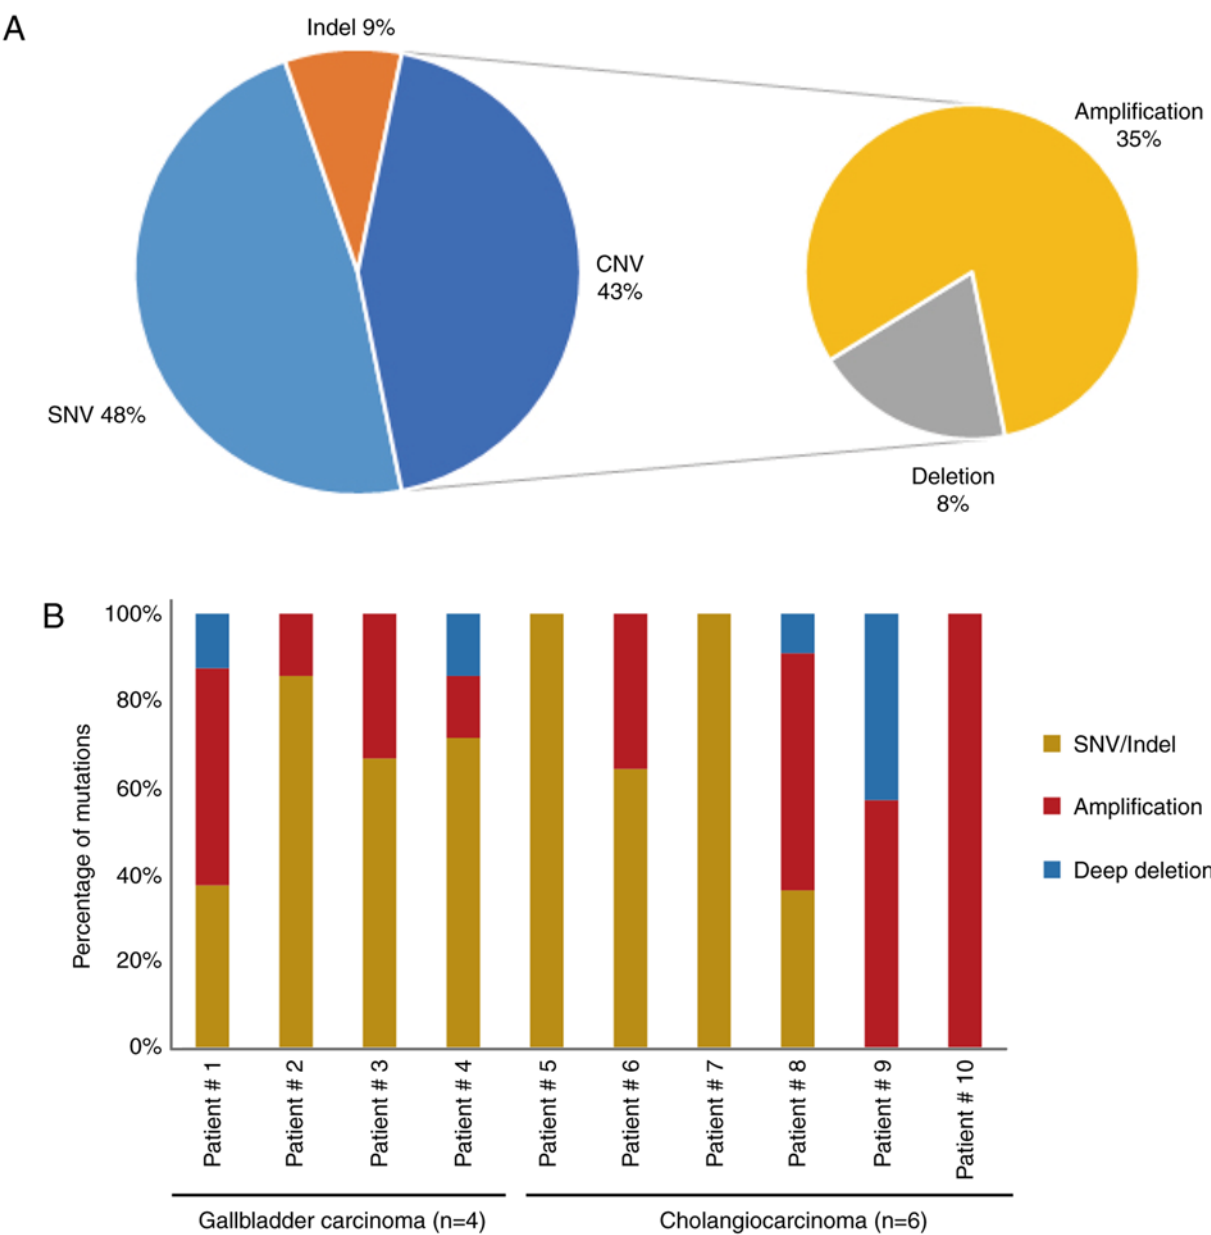 A
Indel 9%
Amplification
35%
CNV
43%
SNV 48%
Deletion
8%
B
100%
80%
60%
40%
20%
0%
Percentage of mutations
SNV/Indel
Amplification
Deep deletion
Patient # 1
Patient # 2
Patient # 3
Patient # 4
Patient # 5
Patient # 6
Patient # 7
Patient # 8
Patient # 9
Patient # 10
Gallbladder carcinoma (n=4)
Cholangiocarcinoma (n=6)